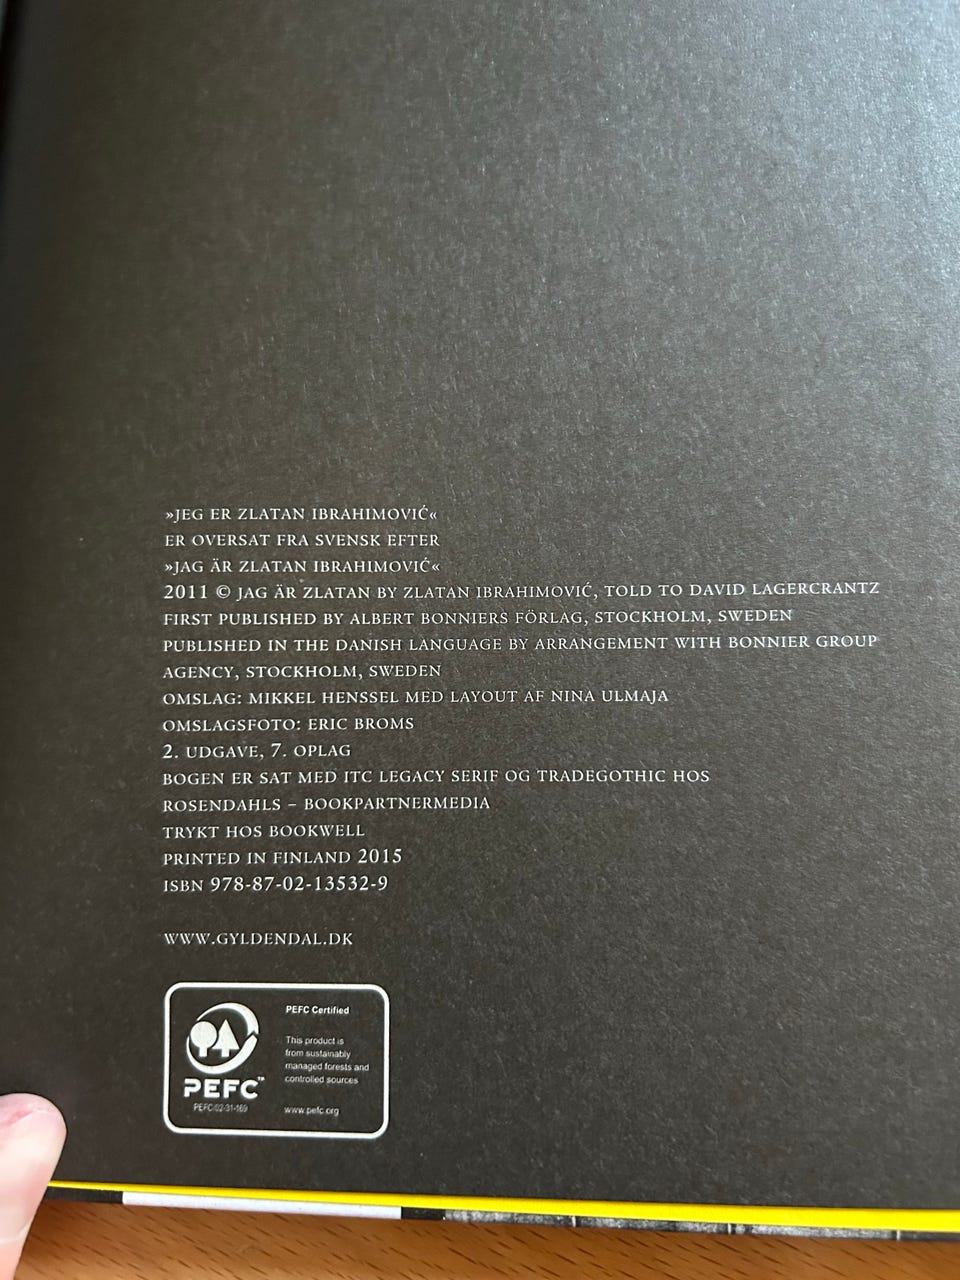 »JEG ER ZLATAN IBRAHIMOVIĆ«
ER OVERSAT FRA SVENSK EFTER
»JAG ÄR ZLATAN IBRAHIMOVIĆ«
2011 © JAG ÄR ZLATAN BY ZLATAN IBRAHIMOVIĆ, TOLD TO DAVID LAGERCRANTZ
FIRST PUBLISHED BY ALBERT BONNIERS FÖRLAG, STOCKHOLM, SWEDEN
PUBLISHED IN THE DANISH LANGUAGE BY ARRANGEMENT WITH BONNIER GROUP
AGENCY, STOCKHOLM, SWEDEN
OMSLAG: MIKKEL HENSSEL MED LAYOUT AF NINA ULMAJA
OMSLAGSFOTO: ERIC BROMS
2. UDGAVE, 7. OPLAG
BOGEN ER SAT MED ITC LEGACY SERIF OG TRADEGOTHIC HOS
ROSENDAHLS – BOOKPARTNERMEDIA
TRYKT HOS BOOKWELL
PRINTED IN FINLAND 2015
ISBN 978-87-02-13532-9
WWW.GYLDENDAL.DK
PEFC Certified
This product is
from sustainably
managed forests and
controlled sources
www.pefc.org
PEFC™
PEFC/02-31-169